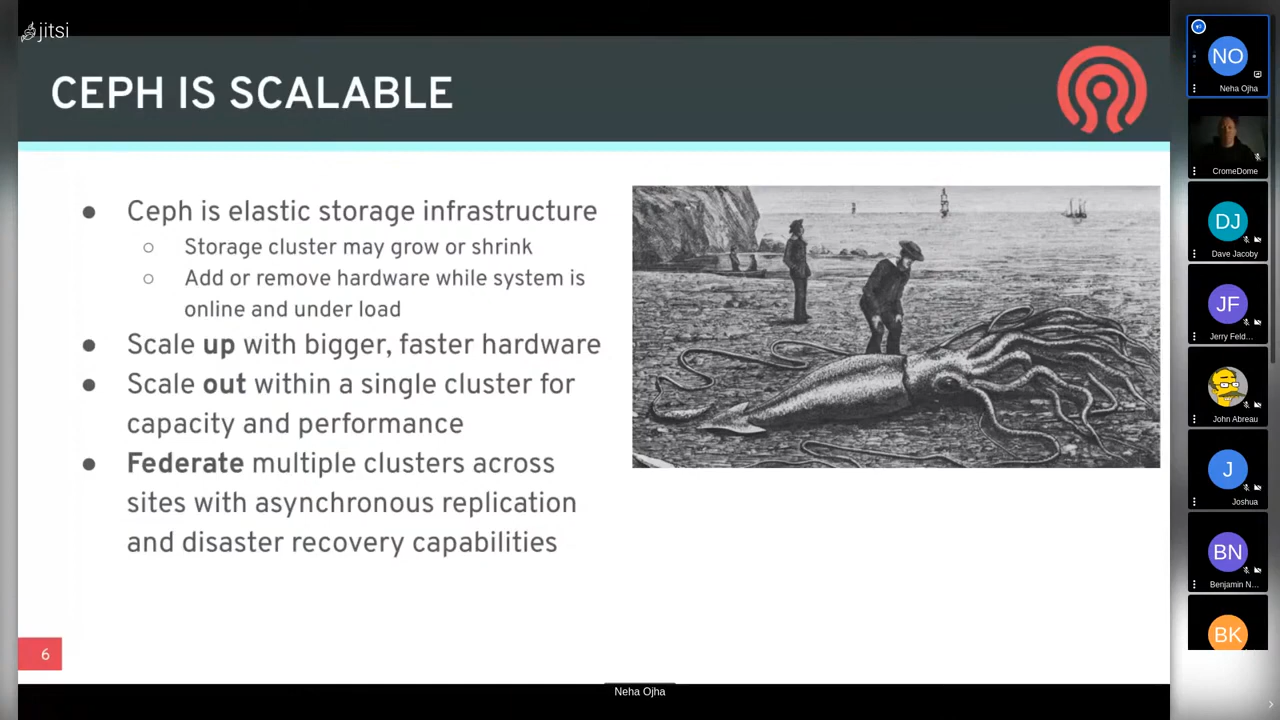 jitsi
CEPH IS SCALABLE
● Ceph is elastic storage infrastructure
○ Storage cluster may grow or shrink
○ Add or remove hardware while system is
online and under load
● Scale up with bigger, faster hardware
● Scale out within a single cluster for
capacity and performance
● Federate multiple clusters across
sites with asynchronous replication
and disaster recovery capabilities
6
Neha Ojha
NO
Neha Ojha
CromeDome
DJ
Dave Jacoby
JF
Jerry Feld...
John Abreau
J
Joshua
BN
Benjamin N...
BK